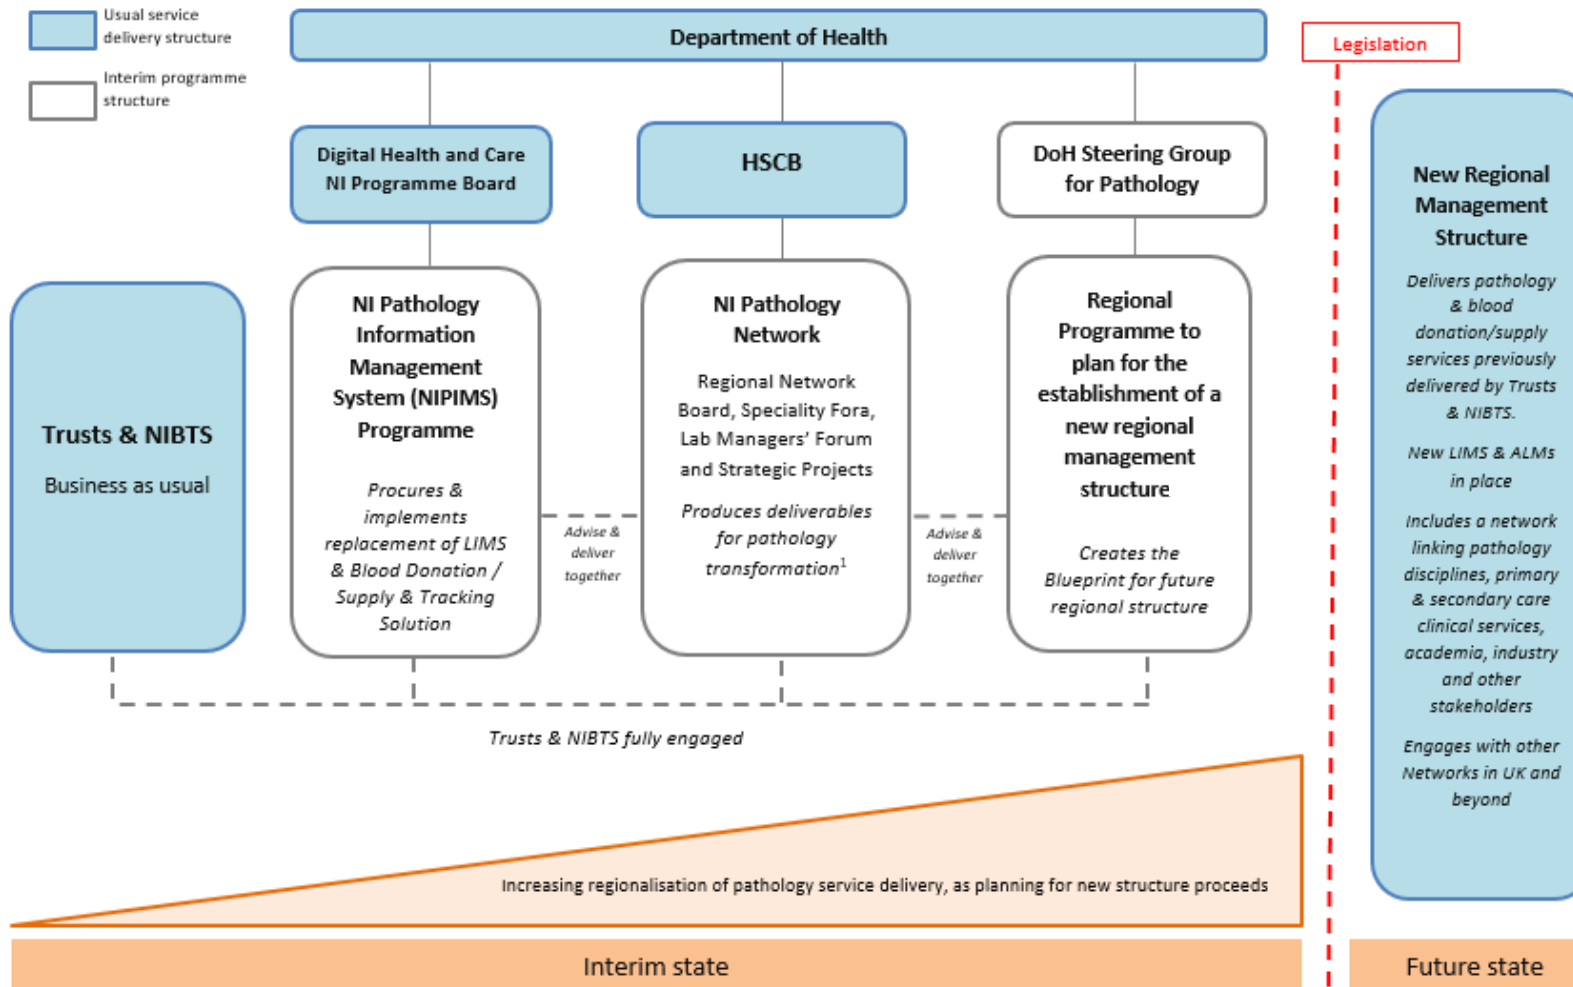 Usual service
delivery structure
Interim programme
structure
Department of Health
Legislation
Digital Health and Care
NI Programme Board
HSCB
DoH Steering Group
for Pathology
Trusts & NIBTS
Business as usual
NI Pathology
Information
Management
System (NIPIMS)
Programme
Procures &
implements
replacement of LIMS
& Blood Donation /
Supply & Tracking
Solution
Advise &
deliver
together
NI Pathology
Network
Regional Network
Board, Speciality Fora,
Lab Managers’ Forum
and Strategic Projects
Produces deliverables
for pathology
transformation1
Advise &
deliver
together
Regional
Programme to
plan for the
establishment of a
new regional
management
structure
Creates the
Blueprint for future
regional structure
New Regional
Management
Structure
Delivers pathology
& blood
donation/supply
services previously
delivered by Trusts
& NIBTS.
New LIMS & ALMs
in place
Includes a network
linking pathology
disciplines, primary
& secondary care
clinical services,
academia, industry
and other
stakeholders
Engages with other
Networks in UK and
beyond
Trusts & NIBTS fully engaged
Increasing regionalisation of pathology service delivery, as planning for new structure proceeds
Interim state
Future state